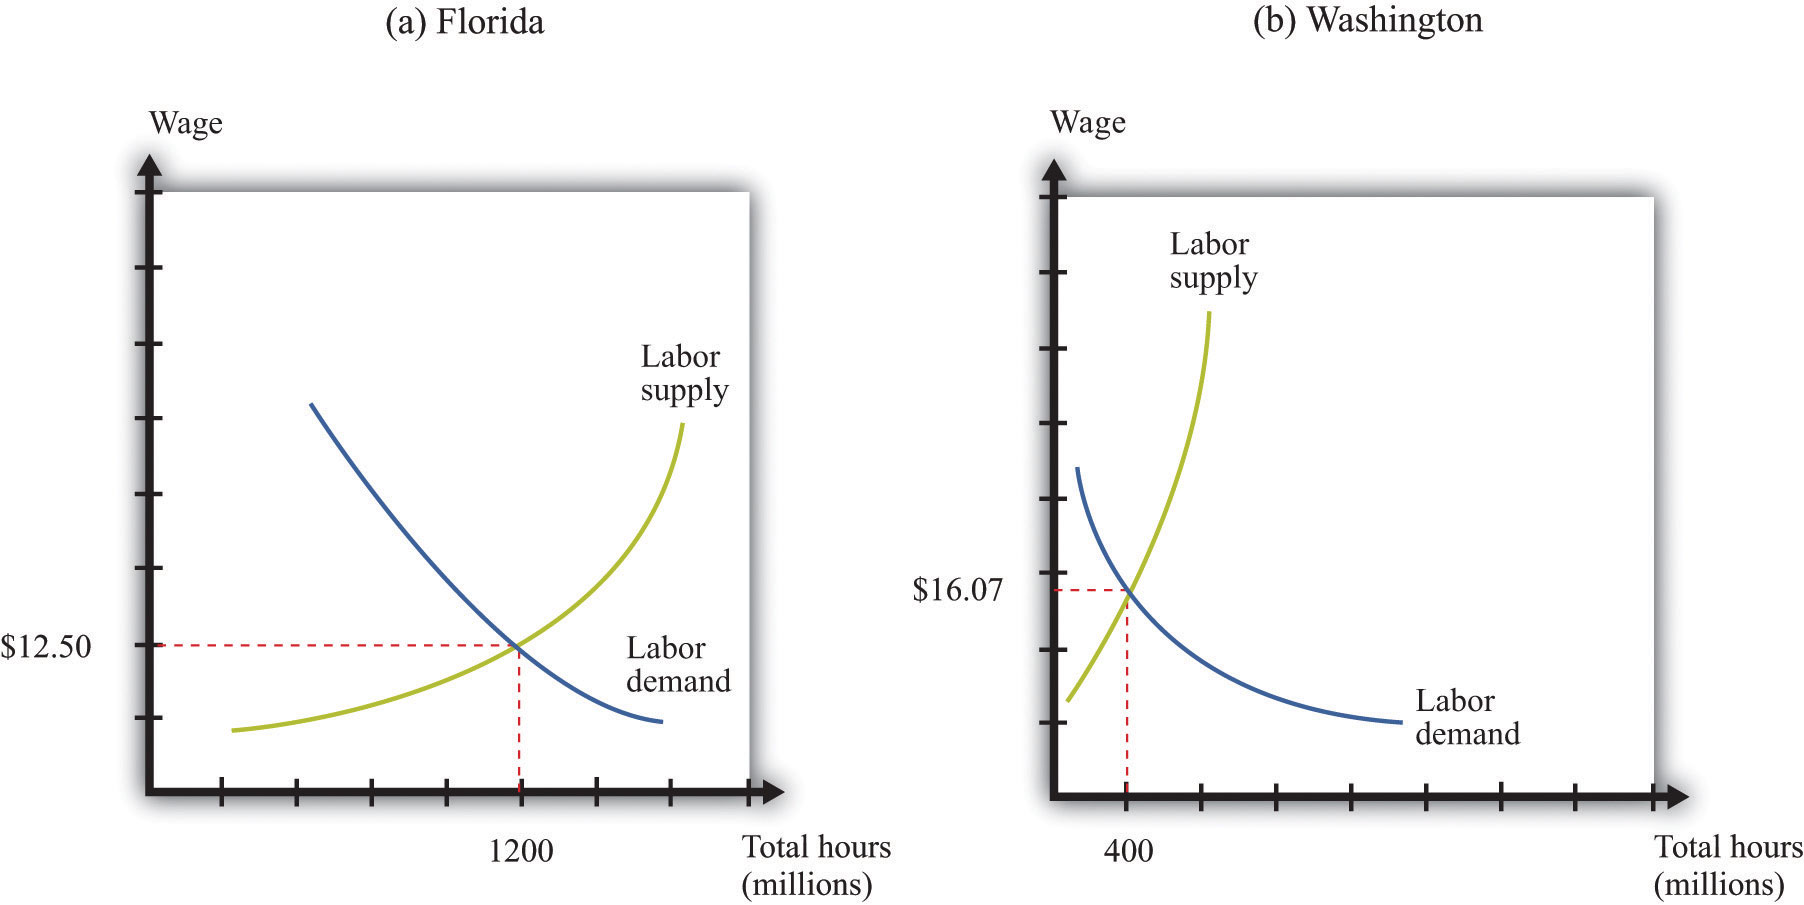 (a) Florida
Wage
Labor
supply
$12.50
Labor
demand
1200
Total hours
(millions)
(b) Washington
Wage
Labor
supply
$16.07
Labor
demand
400
Total hours
(millions)